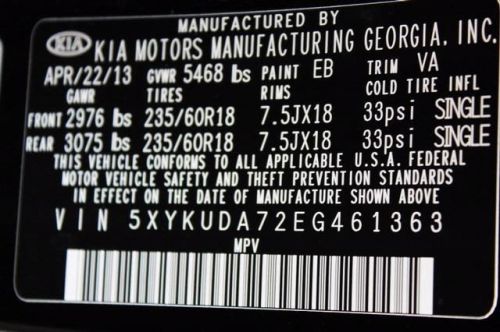 MANUFACTURED BY
KIA KIA MOTORS MANUFACTURING GEORGIA, INC.
APR/22/13 GVWR 5468 lbs PAINT EB TRIM VA
GAWR TIRES RIMS COLD TIRE INFL
FRONT 2976 lbs 235/60R18 7.5JX18 33psi SINGLE
REAR 3075 lbs 235/60R18 7.5JX18 33psi SINGLE
THIS VEHICLE CONFORMS TO ALL APPLICABLE U.S.A. FEDERAL
MOTOR VEHICLE SAFETY AND THEFT PREVENTION STANDARDS
IN EFFECT ON THE DATE OF MANUFACTURE SHOWN ABOVE
VIN 5XYKUDA72EG461363
MPV